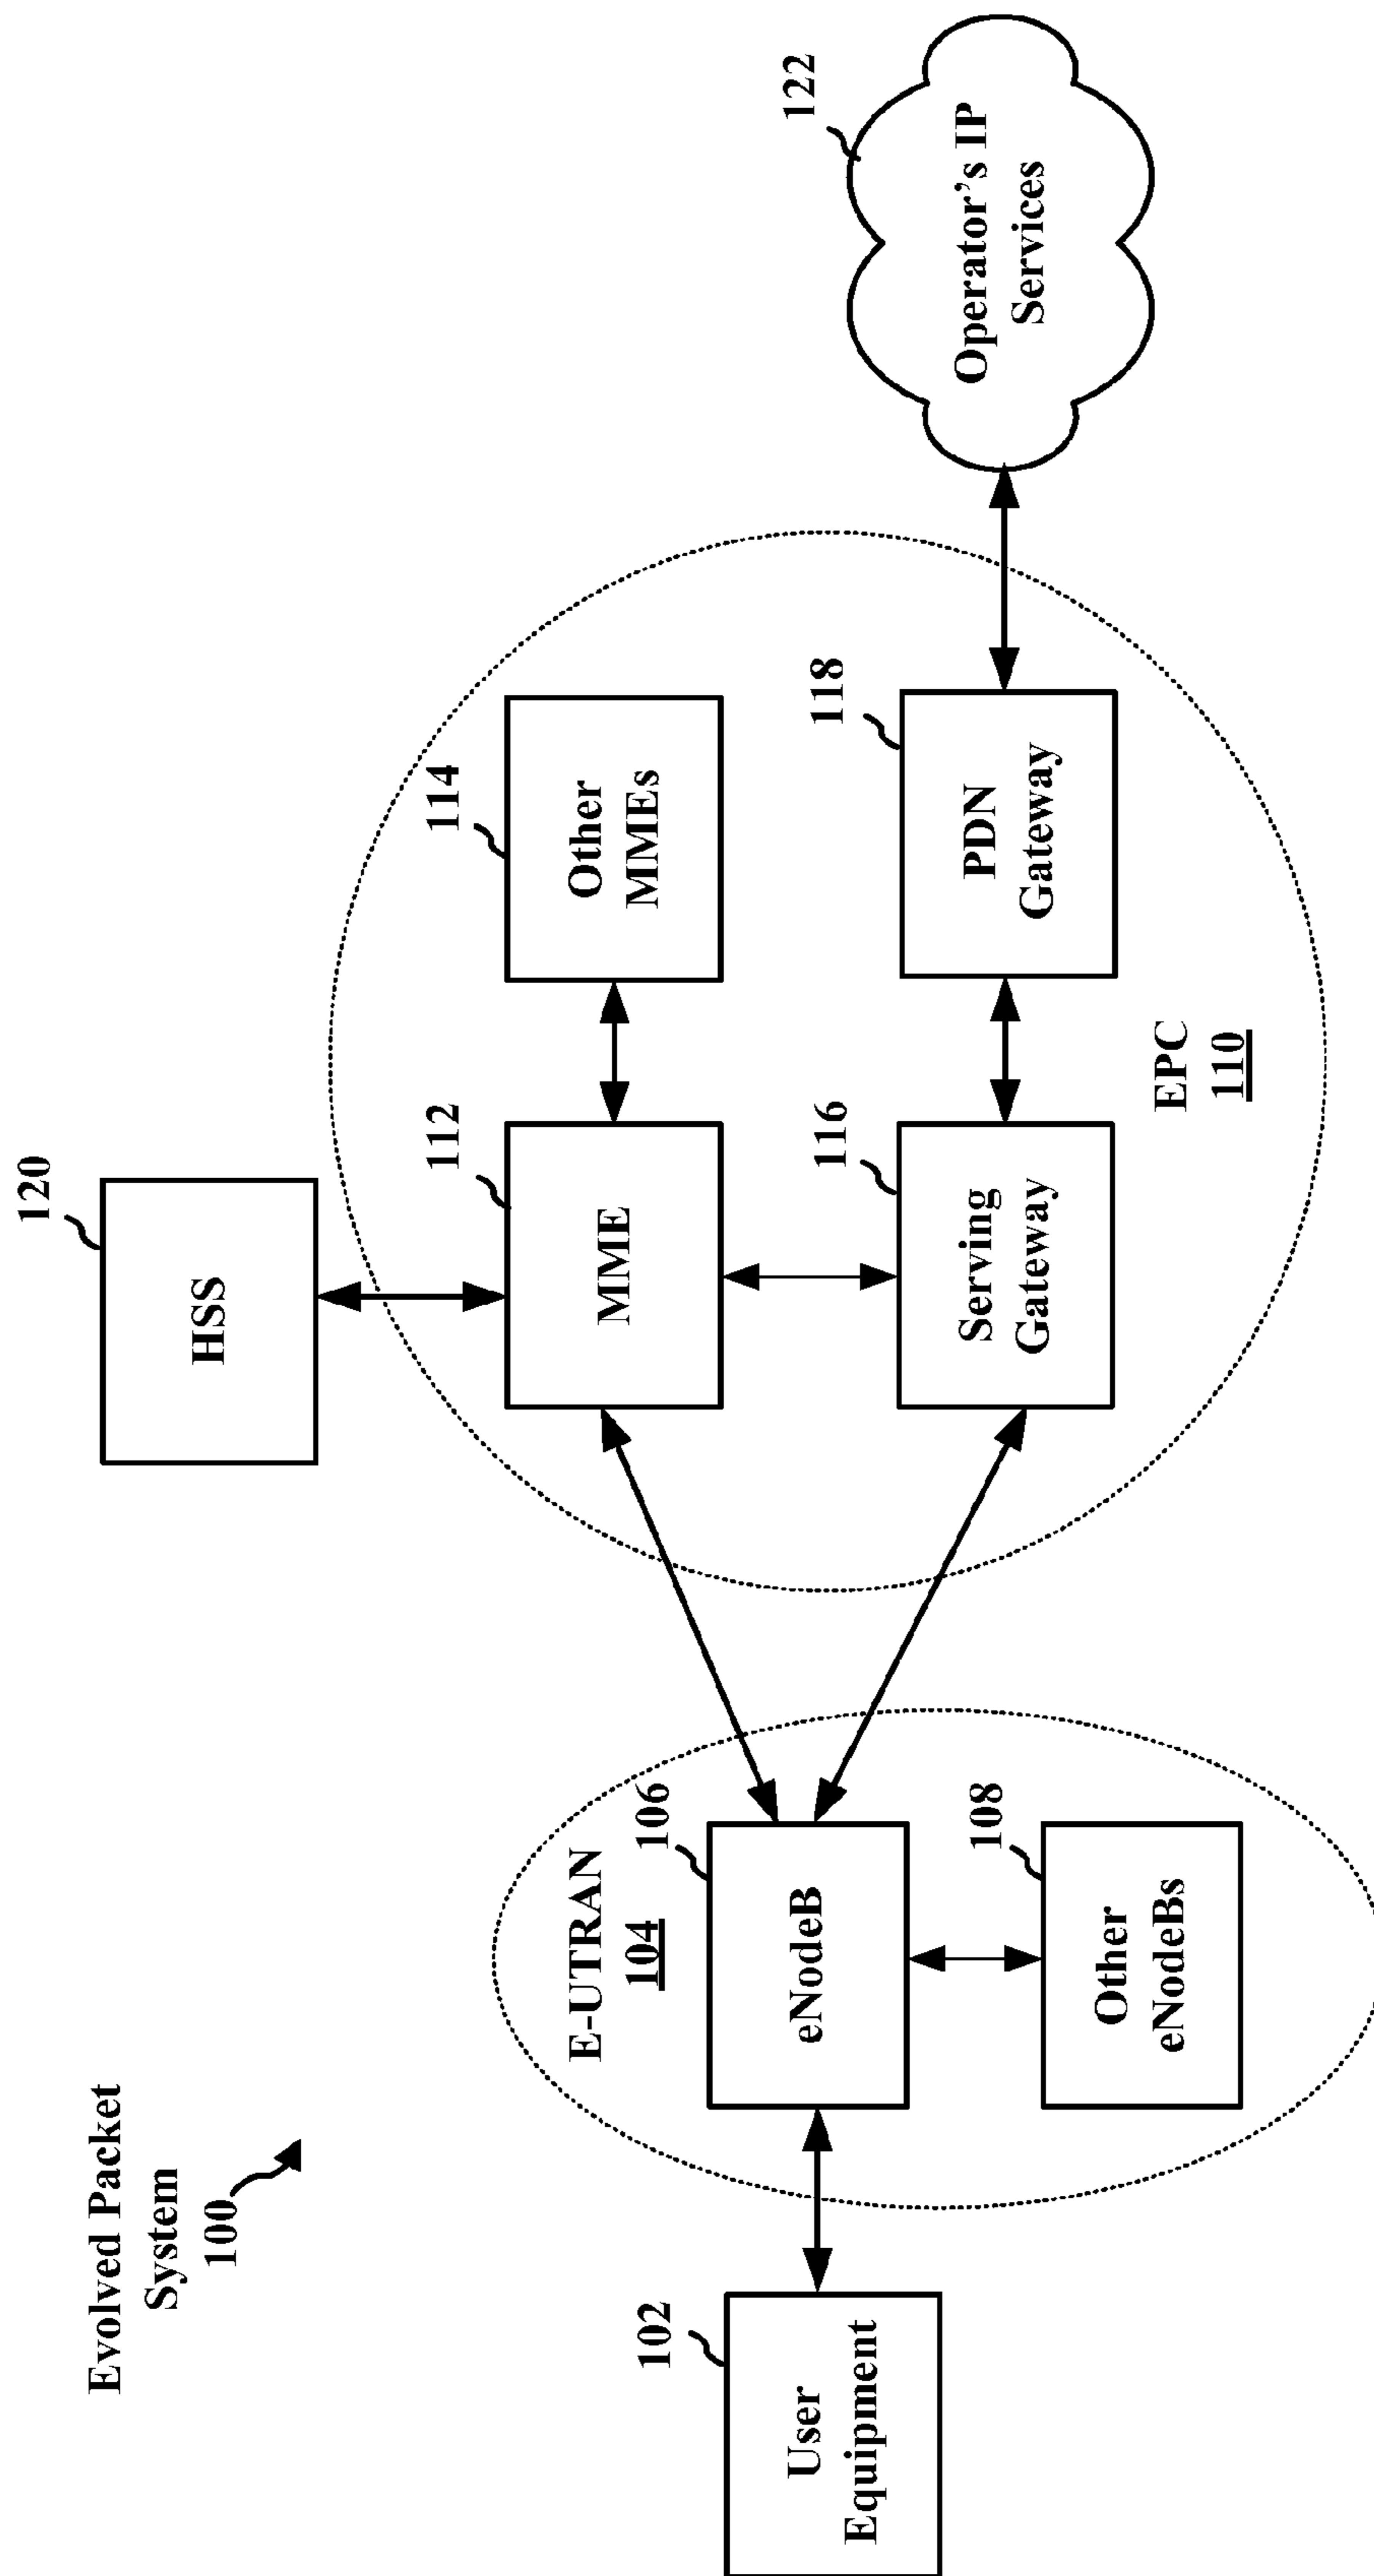 Evolved Packet
System
100
120
HSS
E-UTRAN
104
102
User
Equipment
106
eNodeB
108
Other
eNodeBs
112
MME
114
Other
MMEs
116
Serving
Gateway
118
PDN
Gateway
EPC
110
122
Operator's IP
Services